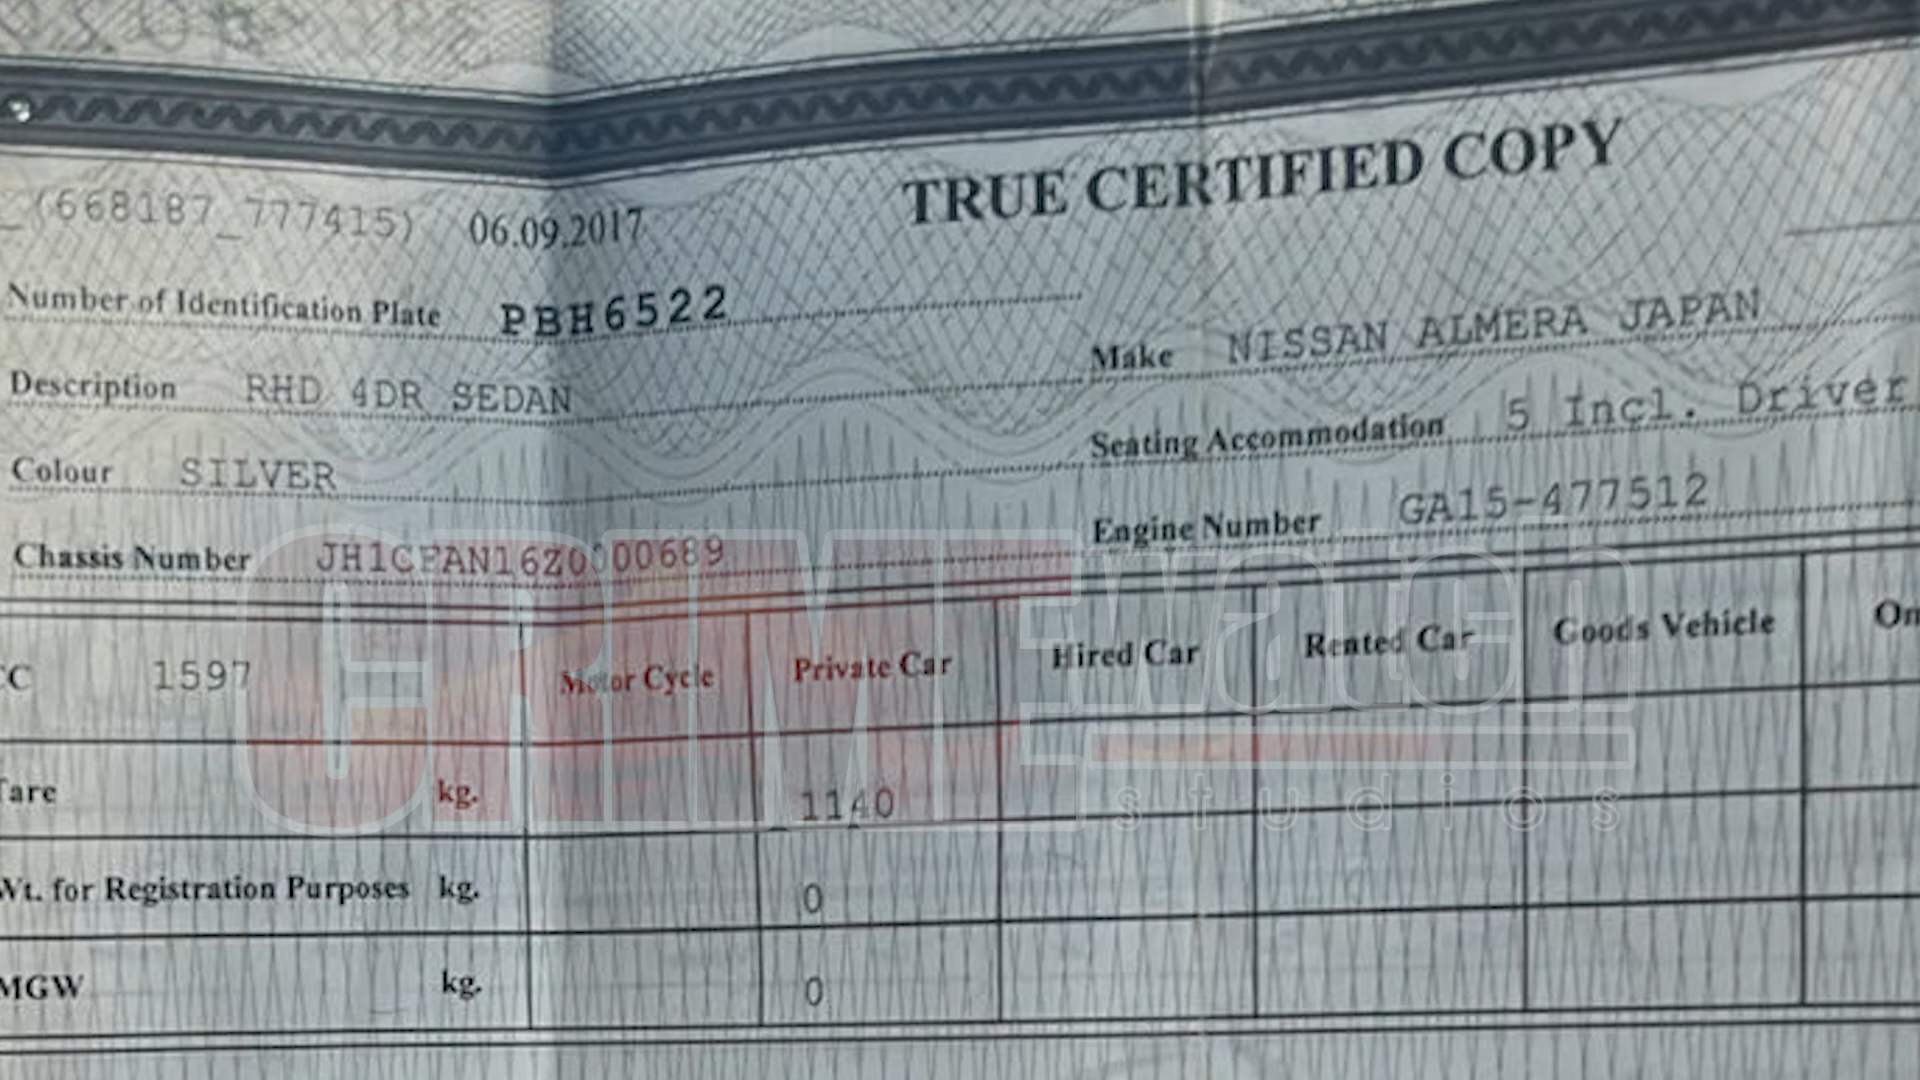 _(668187_777415) 06.09.2017 TRUE CERTIFIED COPY
Number of Identification Plate PBH6522
Make NISSAN ALMERA JAPAN
Description RHD 4DR SEDAN
Seating Accommodation 5 Incl. Driver
Colour SILVER
Engine Number GA15-477512
Chassis Number JH1CFAN16Z0000689
CC 1597 Motor Cycle Private Car Hired Car Rented Car Goods Vehicle On
Tare kg. 1140
Wt. for Registration Purposes kg. 0
MGW kg. 0
CRIMEwatch
studios